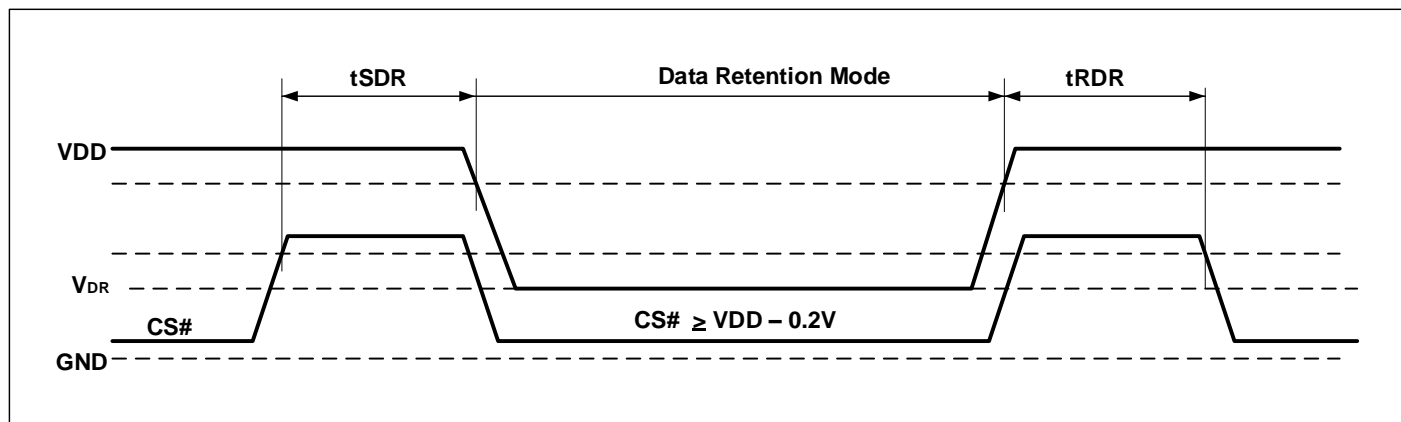 tSDR
Data Retention Mode
tRDR
VDD
VDR
CS#
CS# ≥ VDD – 0.2V
GND